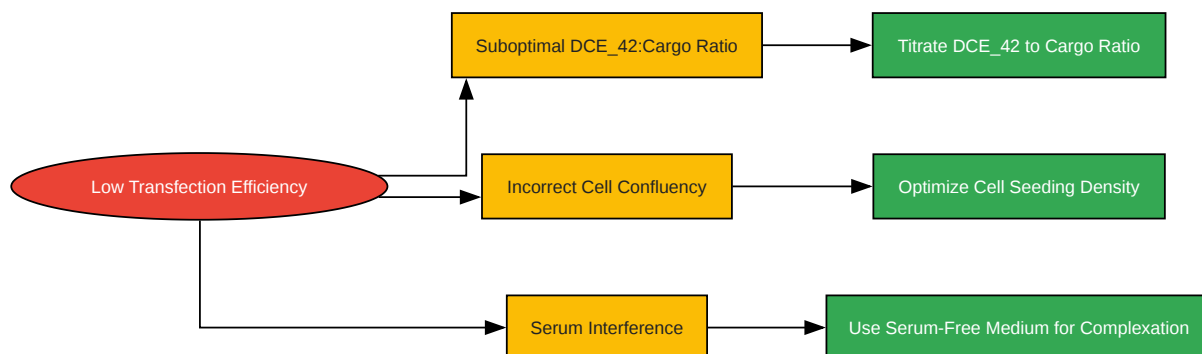 Suboptimal DCE_42:Cargo Ratio
Titrate DCE_42 to Cargo Ratio
Low Transfection Efficiency
Incorrect Cell Confluency
Optimize Cell Seeding Density
Serum Interference
Use Serum-Free Medium for Complexation